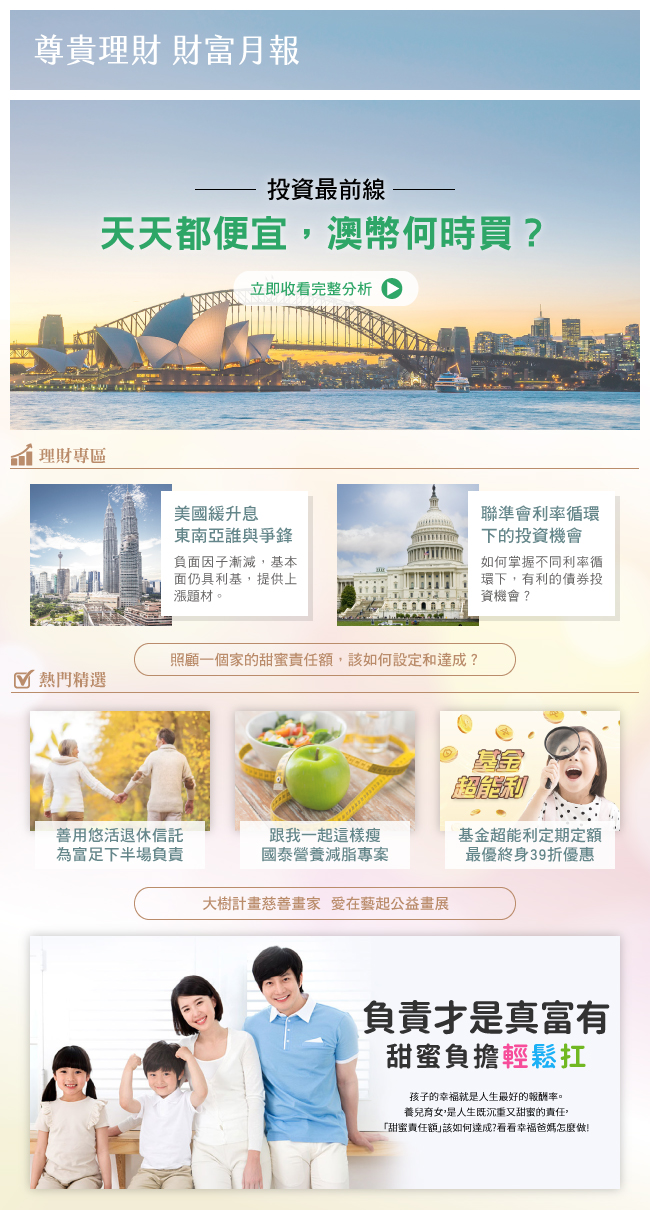 尊貴理財 財富月報
投資最前線
天天都便宜，澳幣何時買？
立即收看完整分析
理財專區
美國緩升息
東南亞誰與爭鋒
負面因子漸減，基本
面仍具利基，提供上
漲題材。
聯準會利率循環
下的投資機會
如何掌握不同利率循
環下，有利的債券投
資機會？
照顧一個家的甜蜜責任額，該如何設定和達成？
熱門精選
善用悠活退休信託
為富足下半場負責
跟我一起這樣瘦
國泰營養減脂專案
基金
超能利
基金超能利定期定額
最優終身39折優惠
大樹計畫慈善畫家 愛在藝起公益畫展
負責才是真富有
甜蜜負擔輕鬆扛
孩子的幸福就是人生最好的報酬率。
養兒育女，是人生既沉重又甜蜜的責任，
「甜蜜責任額」該如何達成?看看幸福爸媽怎麼做!